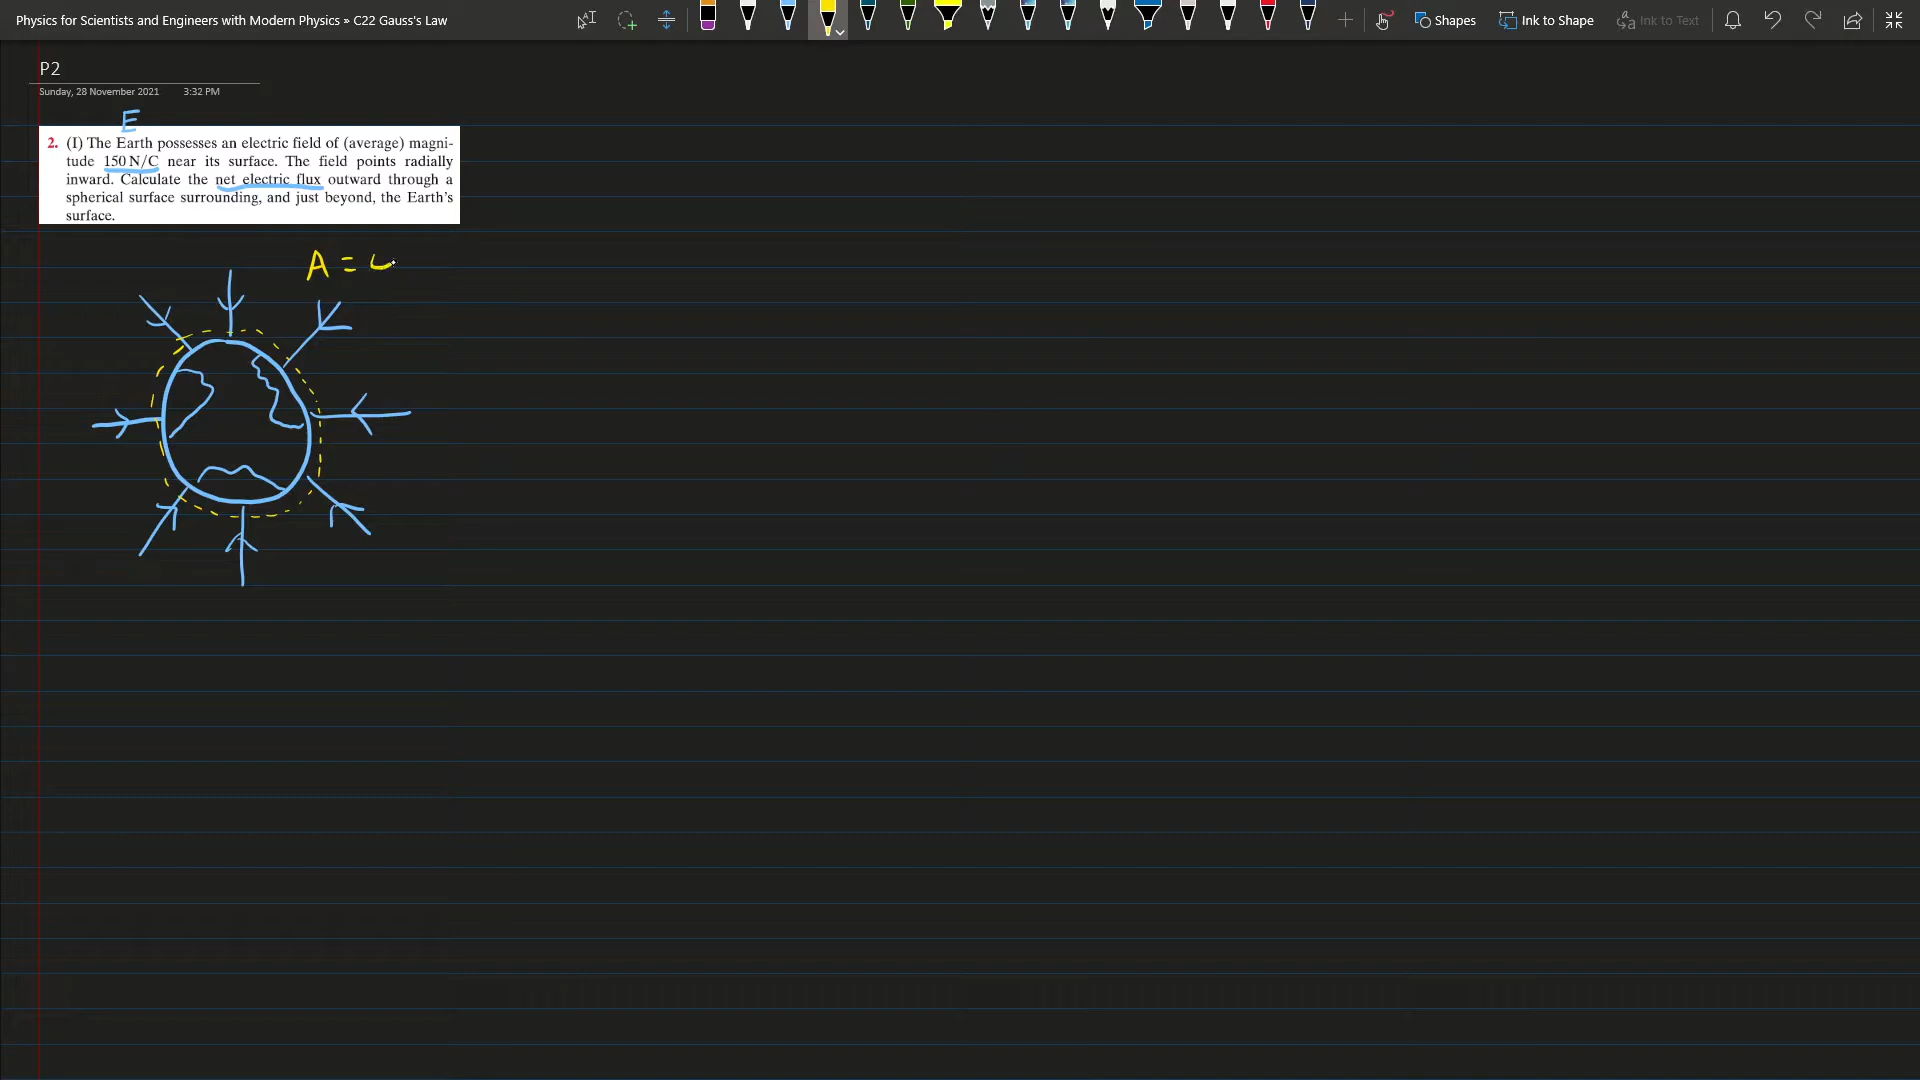 Physics for Scientists and Engineers with Modern Physics » C22 Gauss's Law
Shapes
Ink to Shape
Ink to Text
P2
Sunday, 28 November 2021 3:32 PM
E
2. (I) The Earth possesses an electric field of (average) magni-
tude 150 N/C near its surface. The field points radially
inward. Calculate the net electric flux outward through a
spherical surface surrounding, and just beyond, the Earth's
surface.
A =